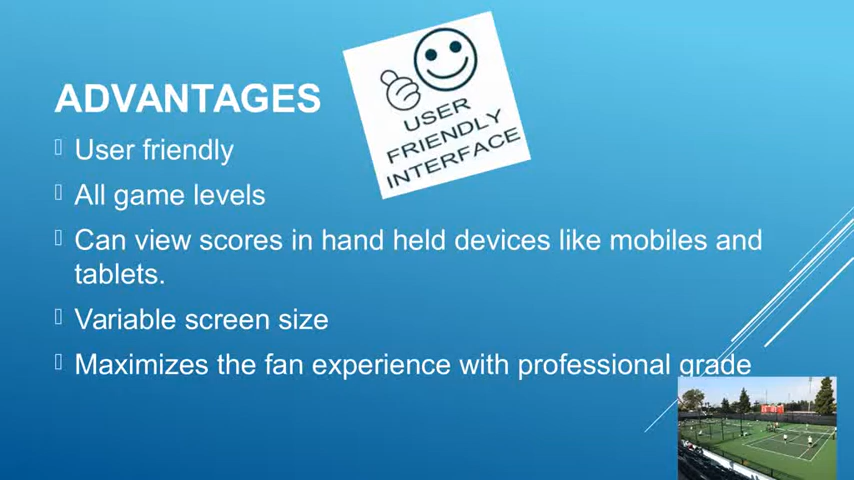 USER
FRIENDLY
INTERFACE
ADVANTAGES
User friendly
All game levels
Can view scores in hand held devices like mobiles and
tablets.
Variable screen size
Maximizes the fan experience with professional grade